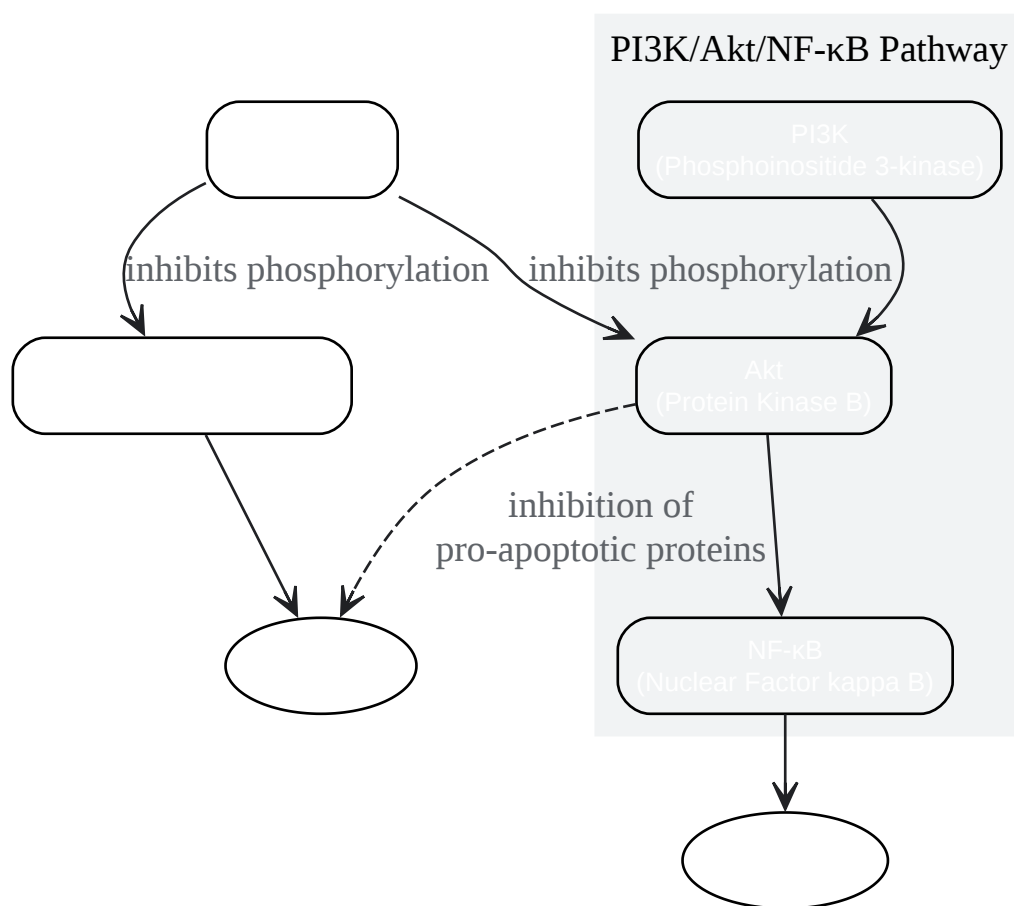 PI3K/Akt/NF-κB Pathway
PI3K
(Phosphoinositide 3-kinase)
inhibits phosphorylation
inhibits phosphorylation
Akt
(Protein Kinase B)
inhibition of
pro-apoptotic proteins
NF-κB
(Nuclear Factor kappa B)